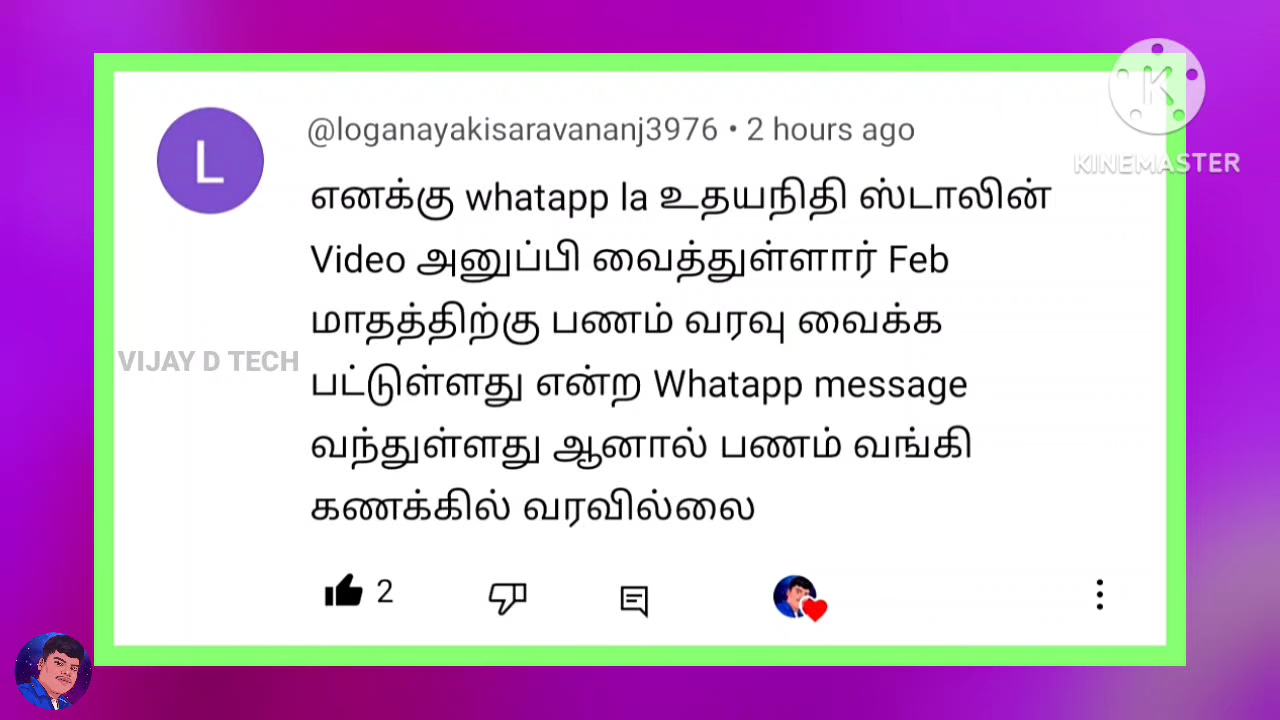 @loganayakisaravananj3976 • 2 hours ago
K
KINEMASTER
L
எனக்கு whatapp la உதயநிதி ஸ்டாலின்
Video அனுப்பி வைத்துள்ளார் Feb
மாதத்திற்கு பணம் வரவு வைக்க
VIJAY D TECH
பட்டுள்ளது என்ற Whatapp message
வந்துள்ளது ஆனால் பணம் வங்கி
கணக்கில் வரவில்லை
2